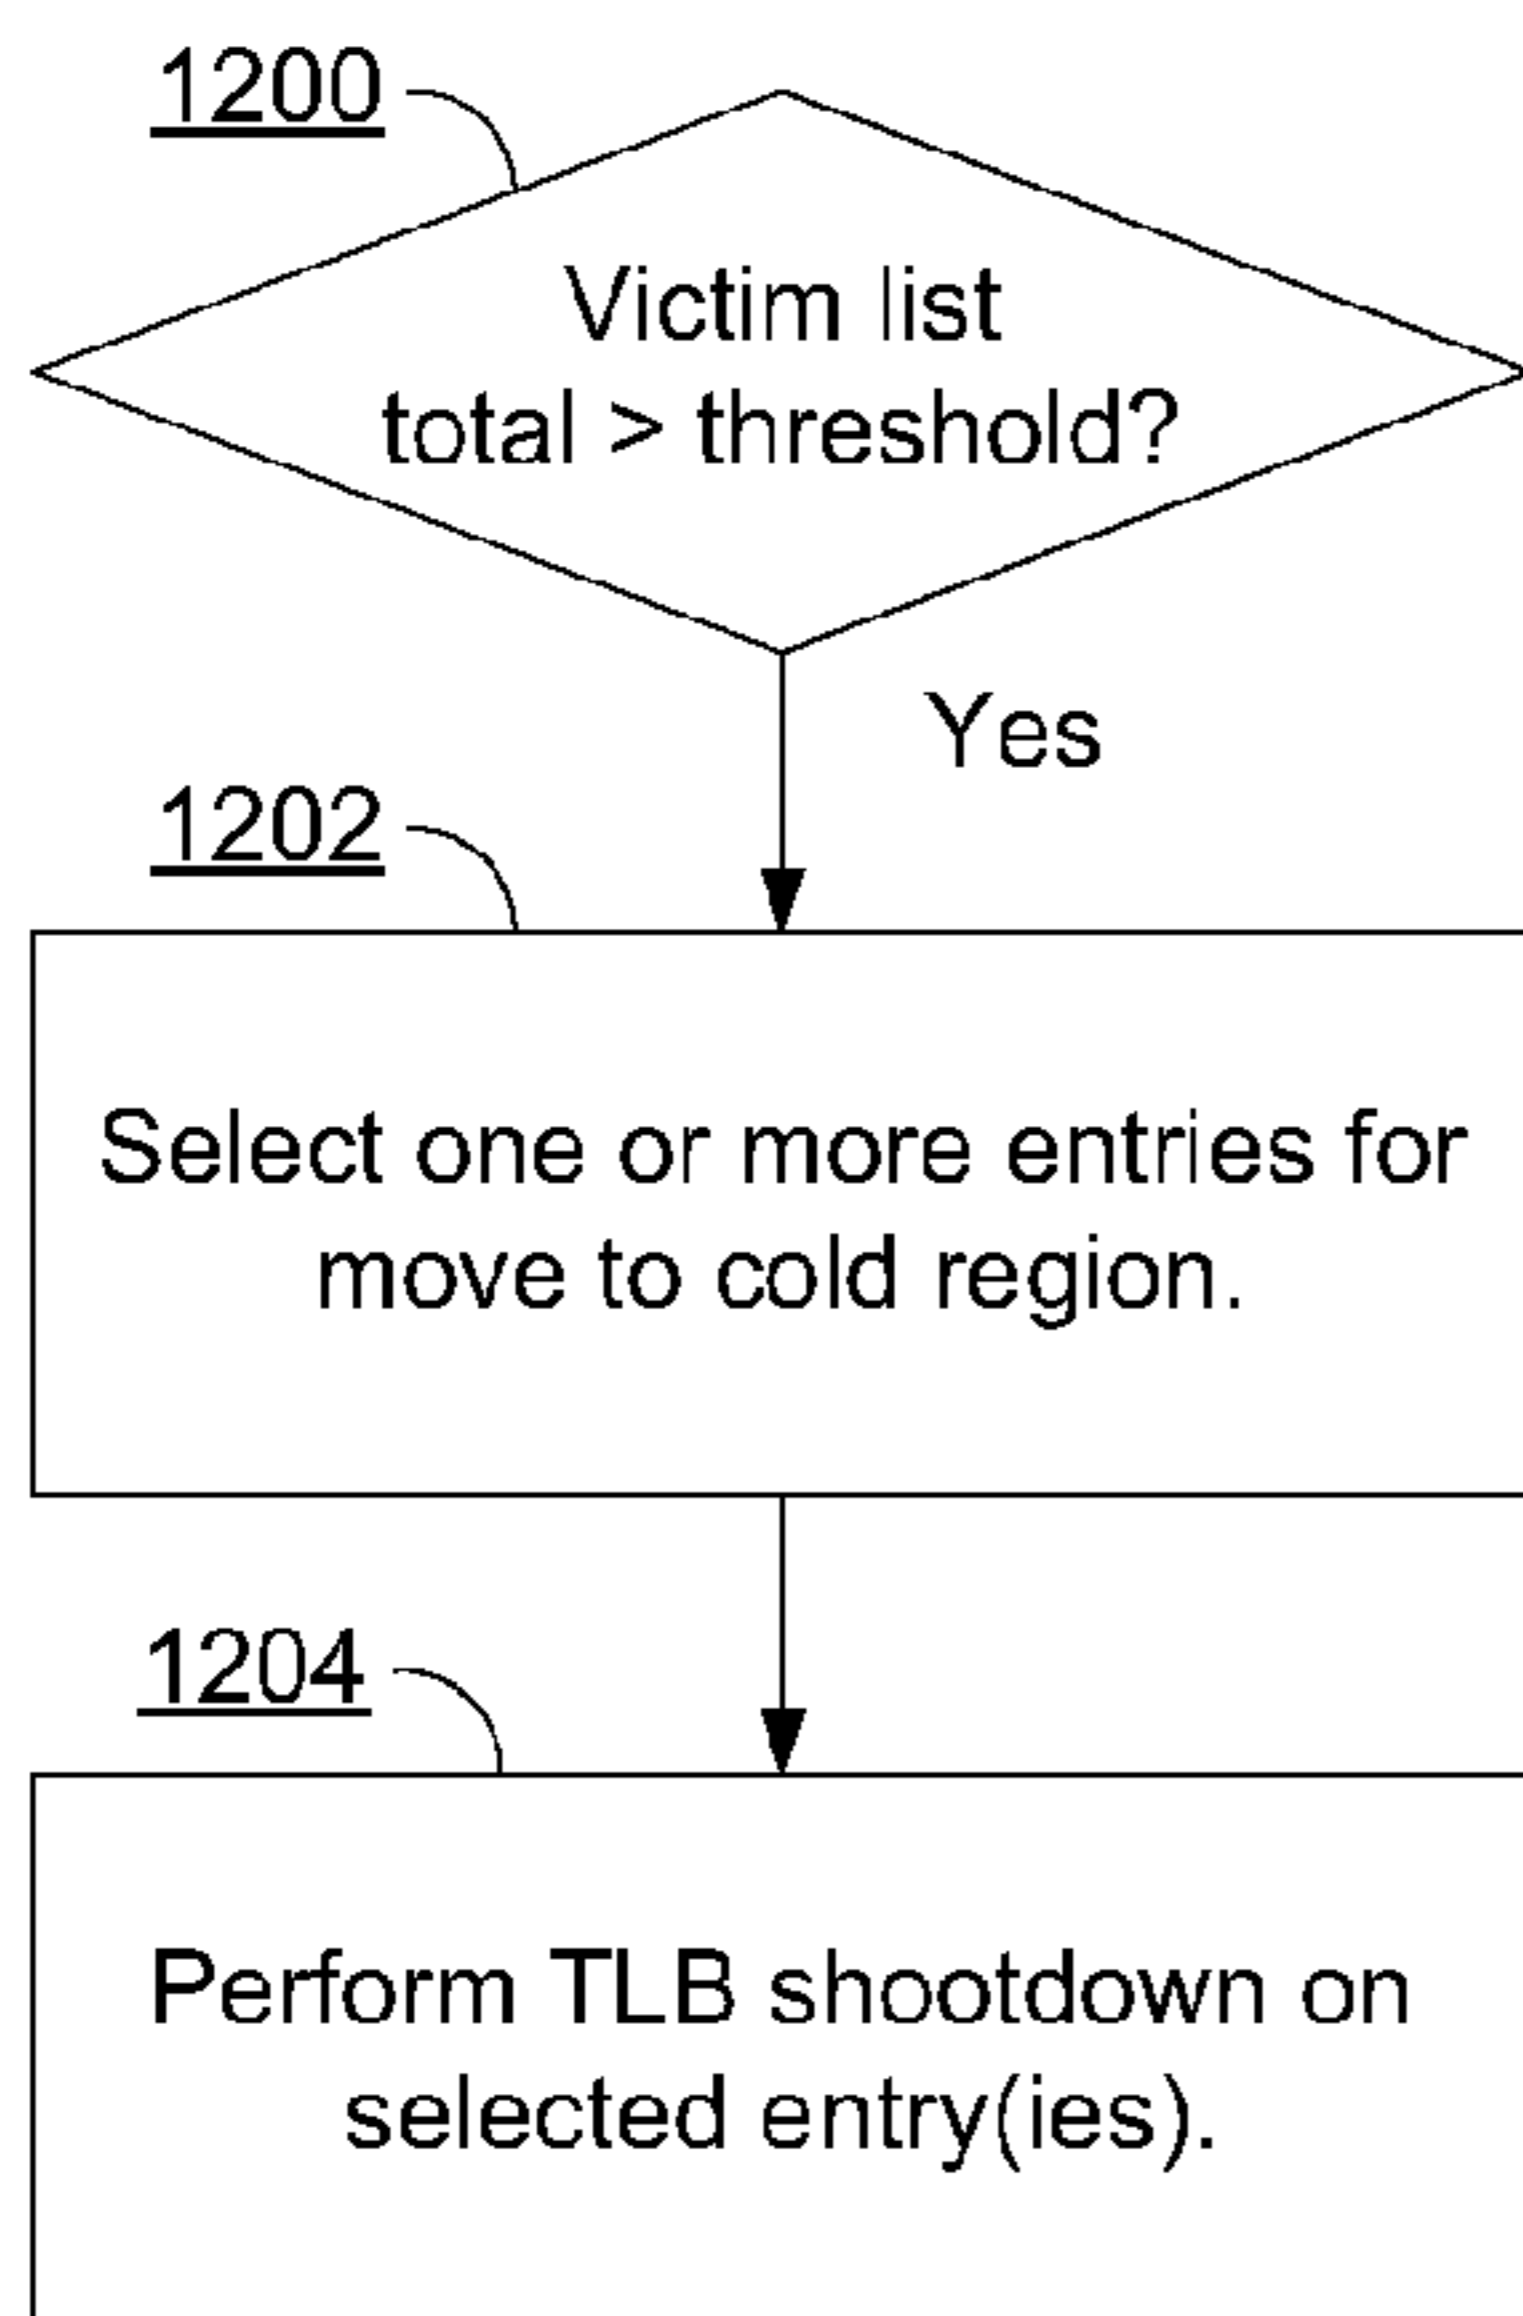 1200
Victim list
total > threshold?
Yes
1202
Select one or more entries for
move to cold region.
1204
Perform TLB shootdown on
selected entry(ies).